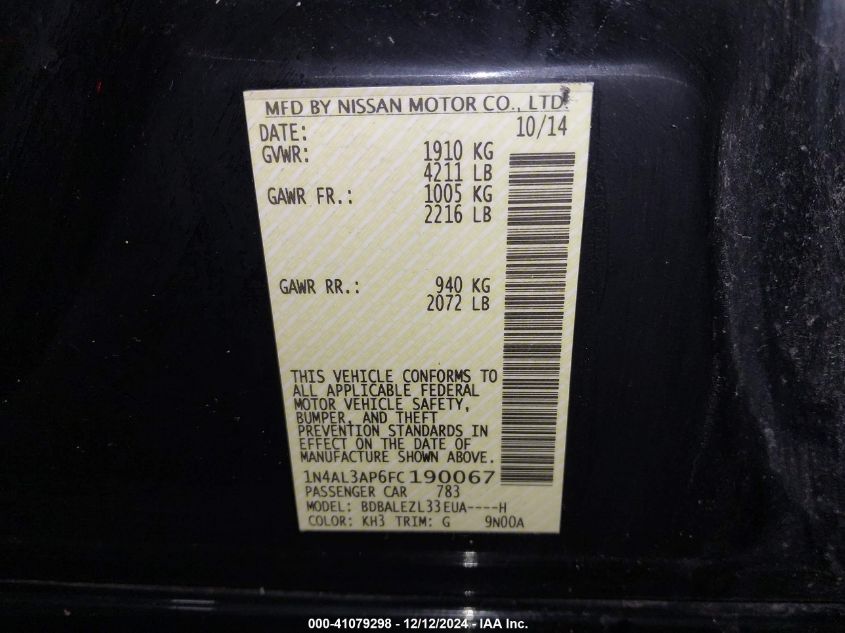 MFD BY NISSAN MOTOR CO., LTD.
DATE: 10/14
GVWR: 1910 KG
4211 LB
GAWR FR.: 1005 KG
2216 LB
GAWR RR.: 940 KG
2072 LB
THIS VEHICLE CONFORMS TO
ALL APPLICABLE FEDERAL
MOTOR VEHICLE SAFETY,
BUMPER, AND THEFT
PREVENTION STANDARDS IN
EFFECT ON THE DATE OF
MANUFACTURE SHOWN ABOVE.
1N4AL3AP6FC190067
PASSENGER CAR 783
MODEL: BDBALEZL33EUA----H
COLOR: KH3 TRIM: G 9N00A
000-41079298 - 12/12/2024 - IAA Inc.